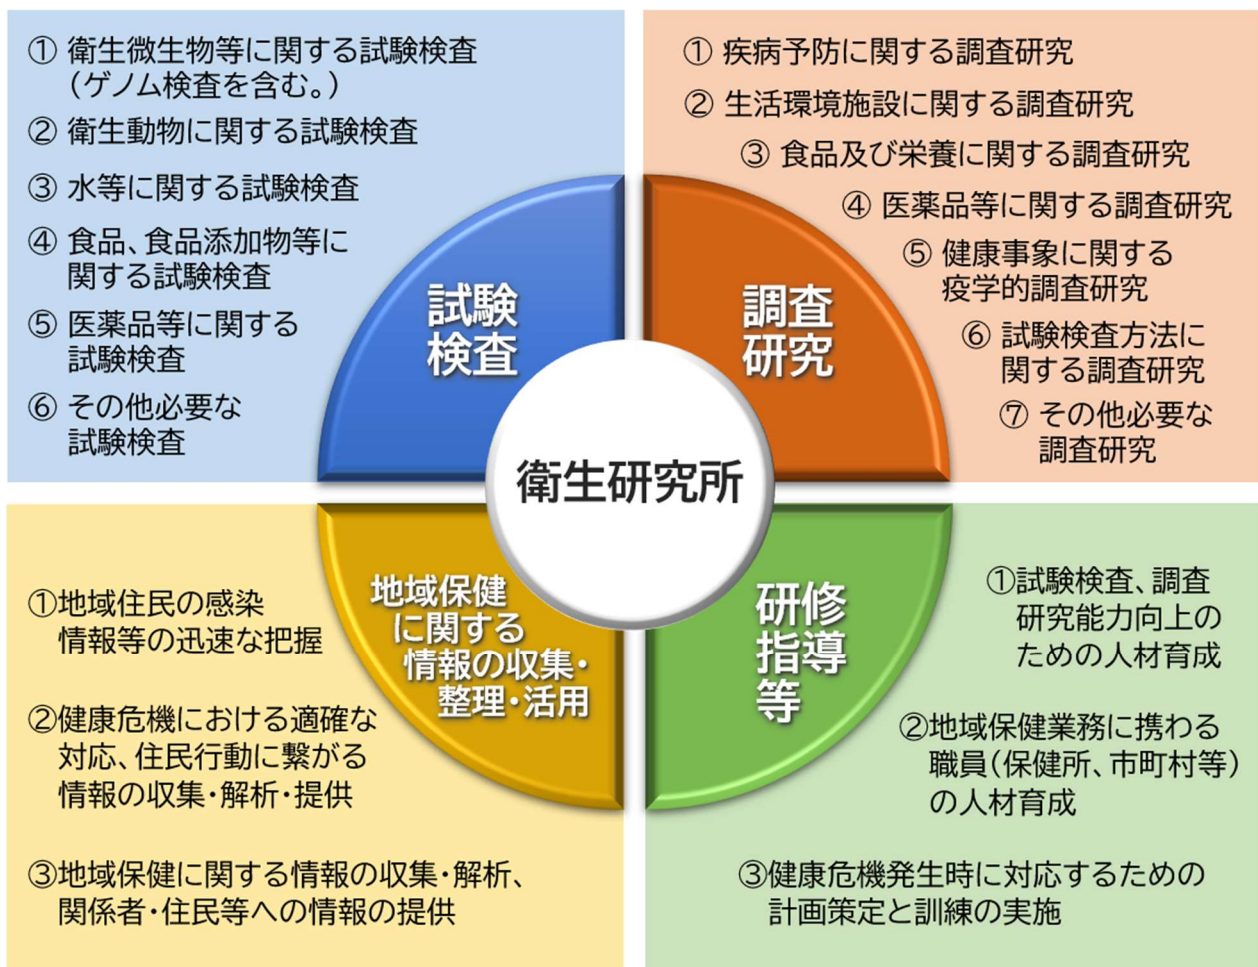 ① 衛生微生物等に関する試験検査
（ゲノム検査を含む。）
② 衛生動物に関する試験検査
③ 水等に関する試験検査
④ 食品、食品添加物等に
関する試験検査
⑤ 医薬品等に関する
試験検査
⑥ その他必要な
試験検査
試験
検査
① 疾病予防に関する調査研究
② 生活環境施設に関する調査研究
③ 食品及び栄養に関する調査研究
④ 医薬品等に関する調査研究
⑤ 健康事象に関する
疫学的調査研究
⑥ 試験検査方法に
関する調査研究
⑦ その他必要な
調査研究
調査
研究
衛生研究所
①地域住民の感染
情報等の迅速な把握
②健康危機における適確な
対応、住民行動に繋がる
情報の収集・解析・提供
③地域保健に関する情報の収集・解析、
関係者・住民等への情報の提供
地域保健
に関する
情報の収集・
整理・活用
研修
指導
等
①試験検査、調査
研究能力向上の
ための人材育成
②地域保健業務に携わる
職員（保健所、市町村等）
の人材育成
③健康危機発生時に対応するための
計画策定と訓練の実施